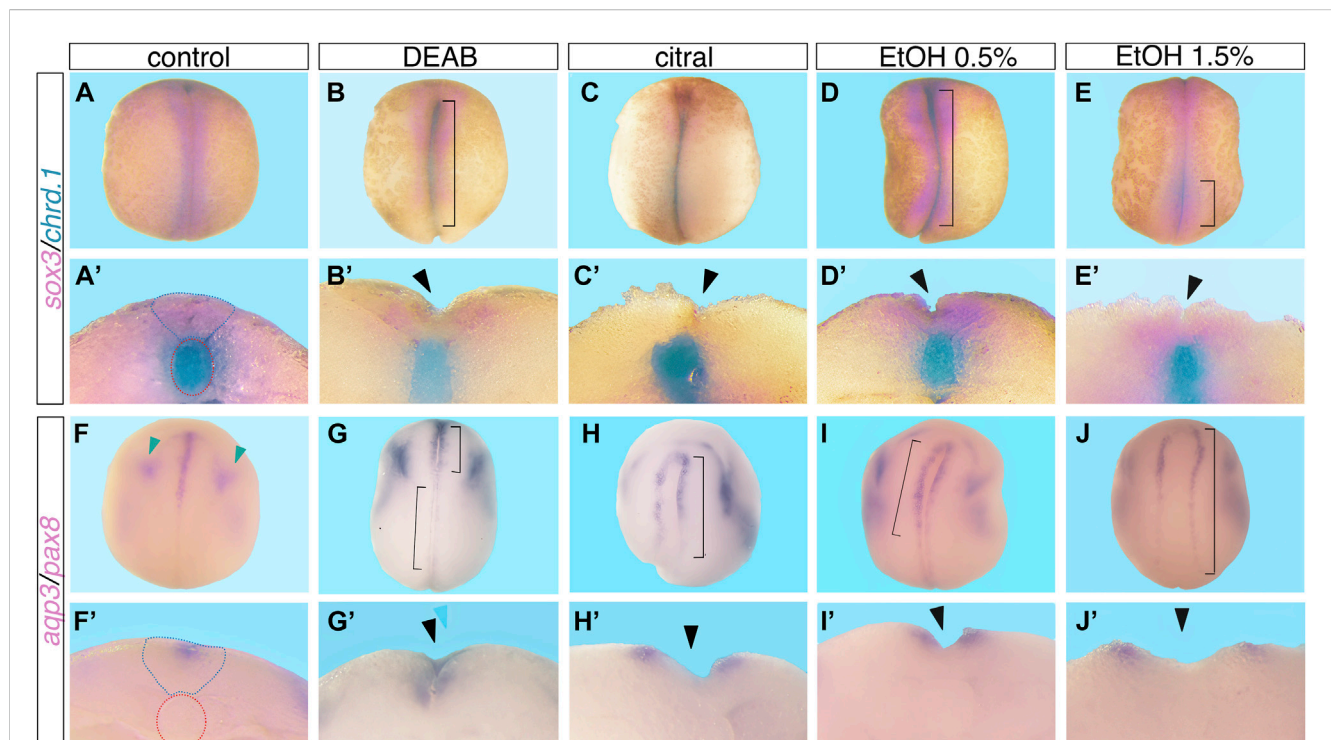 control DEAB citral EtOH 0.5% EtOH 1.5%
sox3/chrd.1
A B C D E
A' B' C' D' E'
aqp3/pax8
F G H I J
F' G' H' I' J'